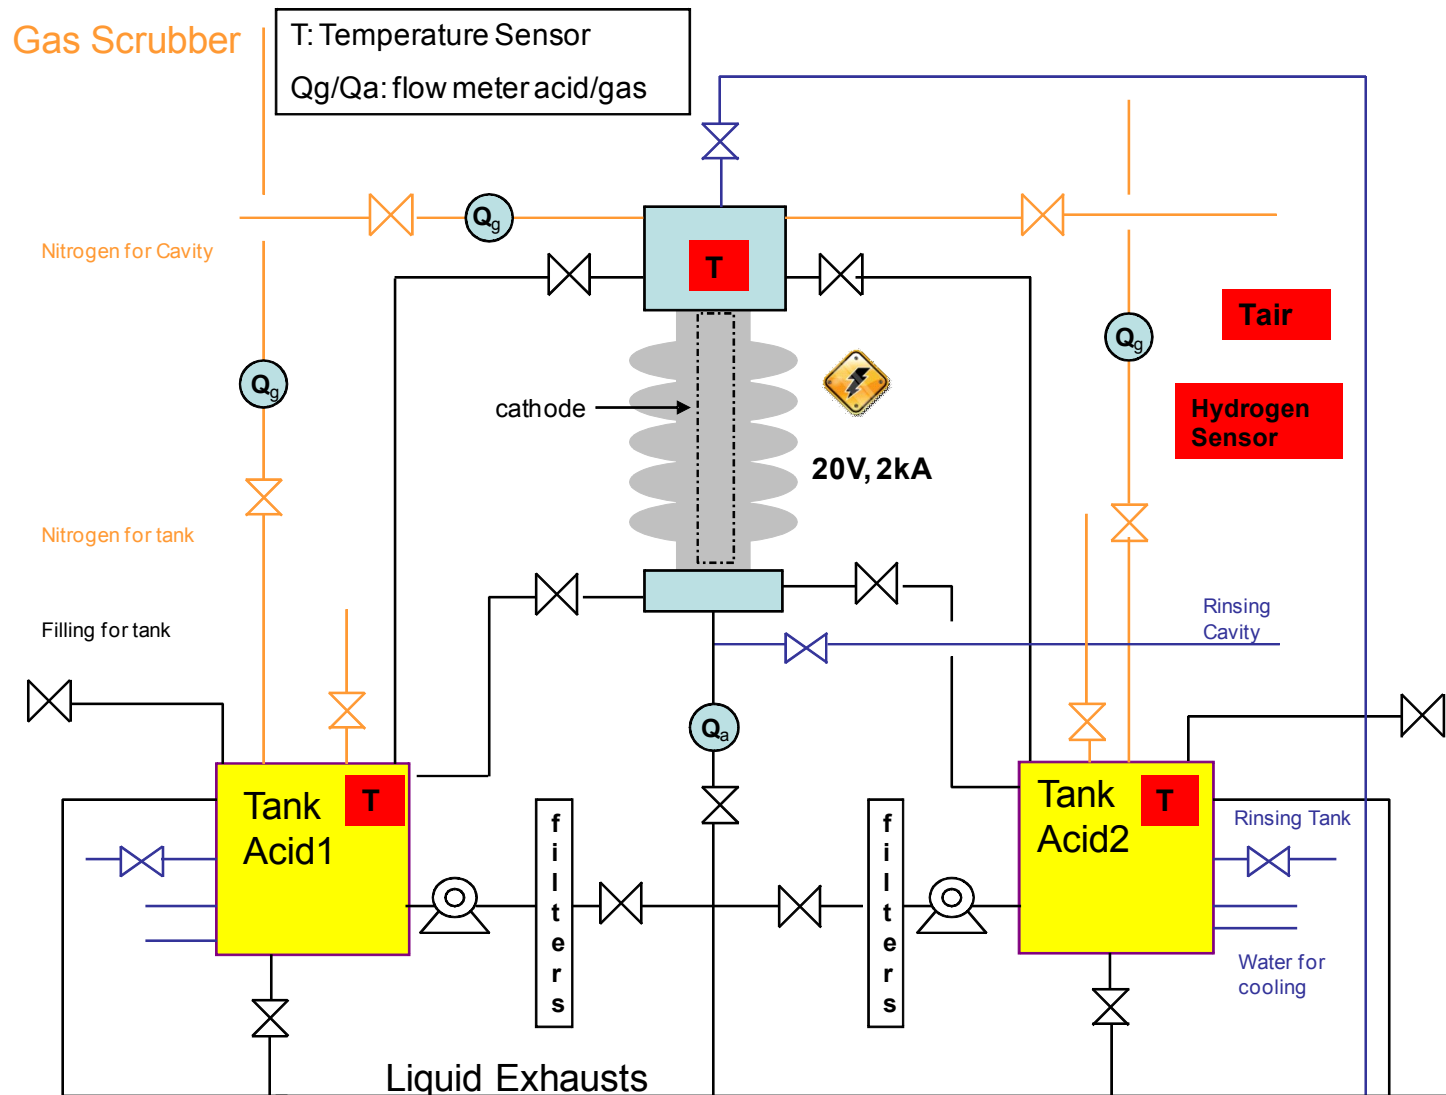 Gas Scrubber
T: Temperature Sensor
Qg/Qa: flow meter acid/gas
Qg
Nitrogen for Cavity
T
Tair
Qg
Qg
Hydrogen
Sensor
cathode
20V, 2kA
Nitrogen for tank
Rinsing
Cavity
Filling for tank
Qa
Tank
Acid1
T
Tank
Acid2
T
Rinsing Tank
filters
filters
Water for
cooling
Liquid Exhausts